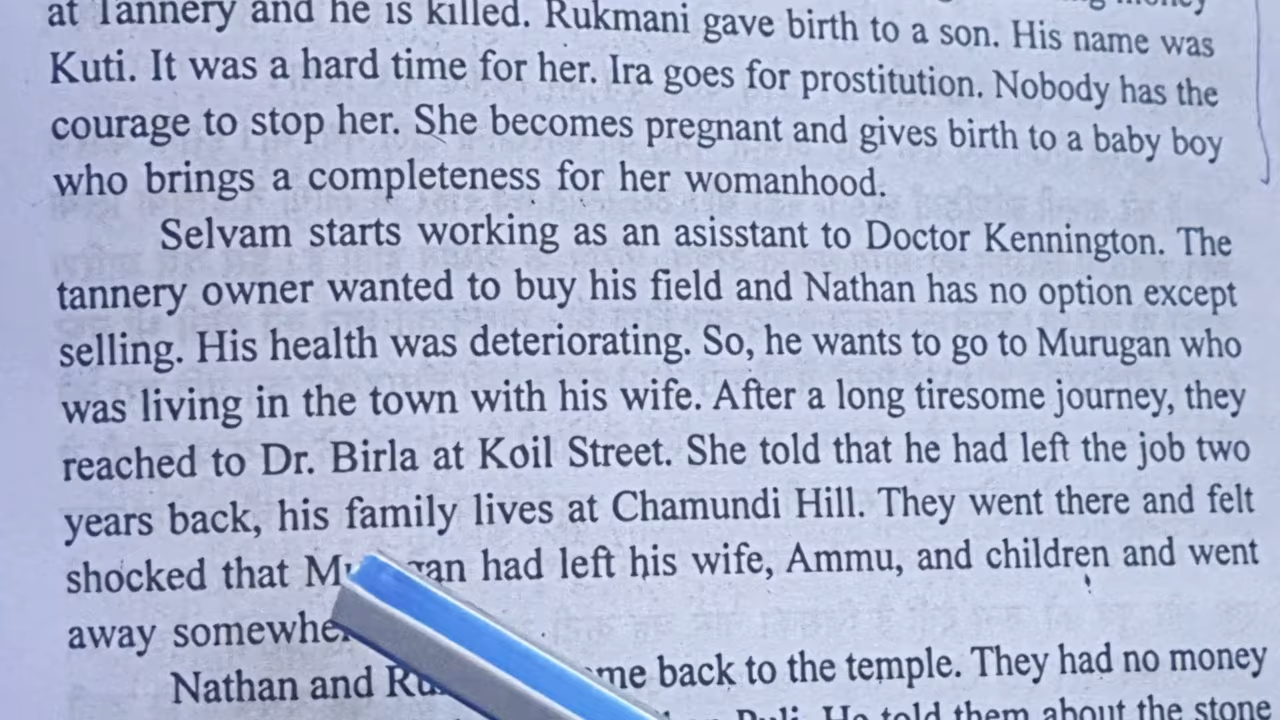 at Tannery and he is killed. Rukmani gave birth to a son. His name was
Kuti. It was a hard time for her. Ira goes for prostitution. Nobody has the
courage to stop her. She becomes pregnant and gives birth to a baby boy
who brings a completeness for her womanhood.
Selvam starts working as an asisstant to Doctor Kennington. The
tannery owner wanted to buy his field and Nathan has no option except
selling. His health was deteriorating. So, he wants to go to Murugan who
was living in the town with his wife. After a long tiresome journey, they
reached to Dr. Birla at Koil Street. She told that he had left the job two
years back, his family lives at Chamundi Hill. They went there and felt
shocked that had left his wife, Ammu, and children and went
away
Nathan and back to the temple. They had no money
He told them about the stone